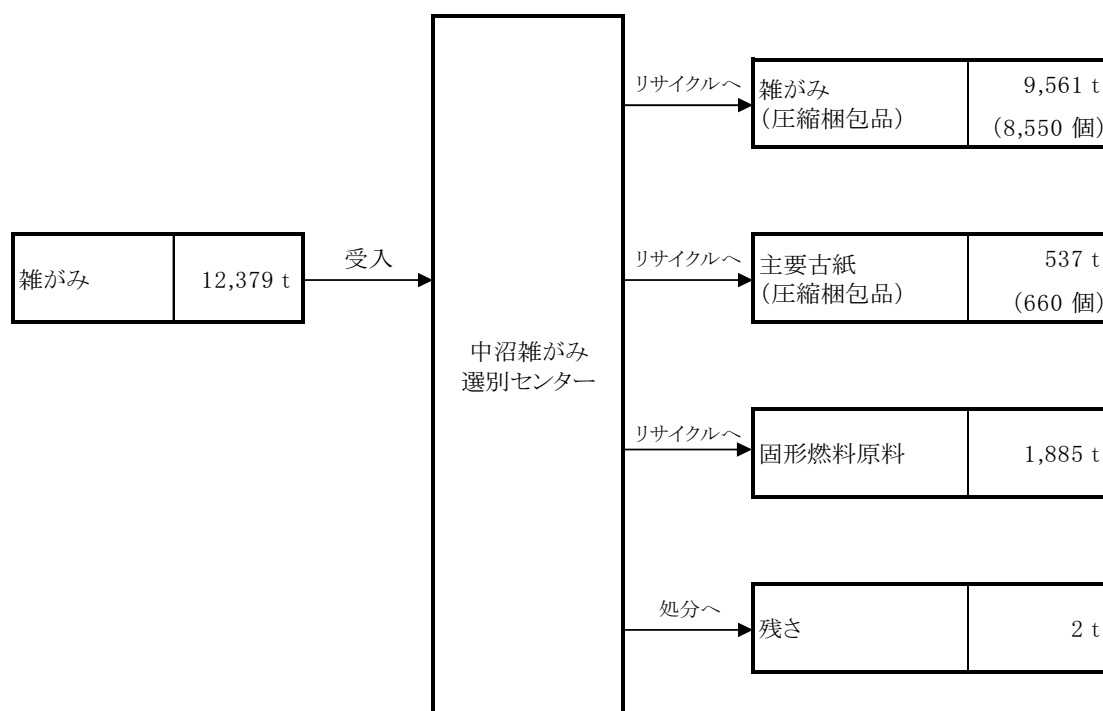 雑がみ
12,379 t
受入
中沼雑がみ
選別センター
リサイクルへ
雑がみ
（圧縮梱包品）
9,561 t
（8,550 個）
リサイクルへ
主要古紙
（圧縮梱包品）
537 t
（660 個）
リサイクルへ
固形燃料原料
1,885 t
処分へ
残さ
2 t